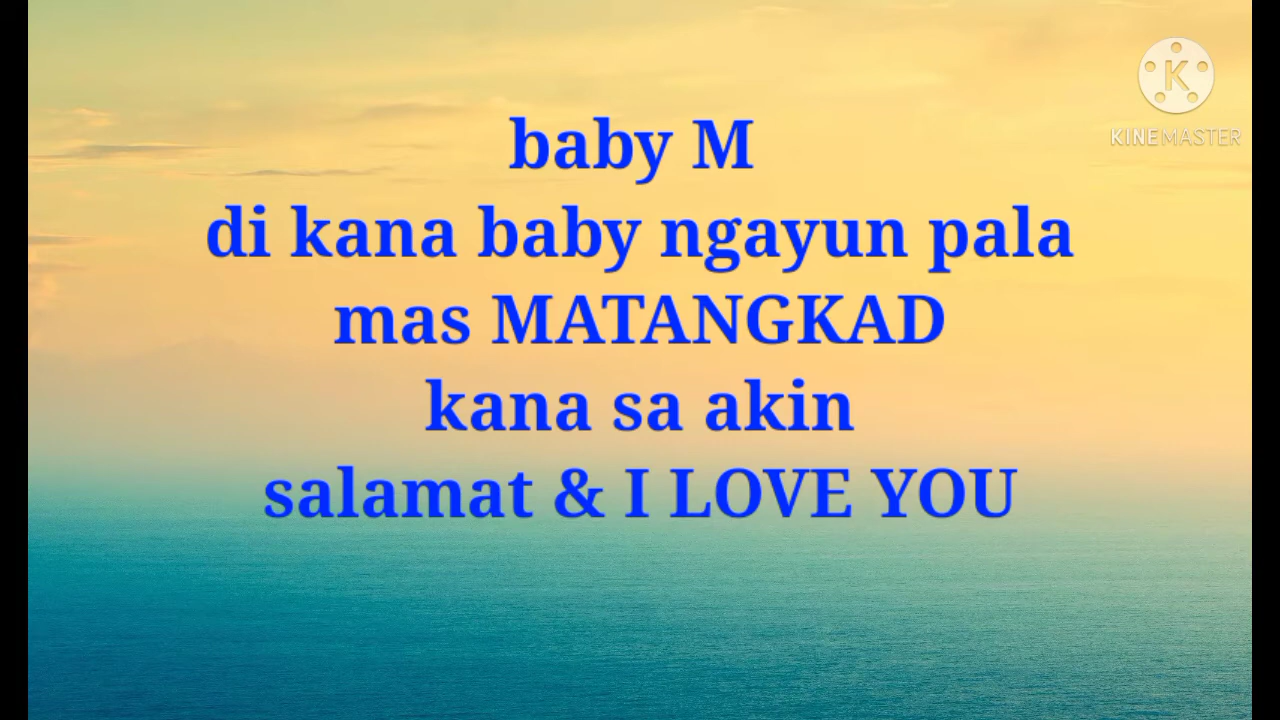 K
KINEMASTER
baby M
di kana baby ngayun pala
mas MATANGKAD
kana sa akin
salamat & I LOVE YOU